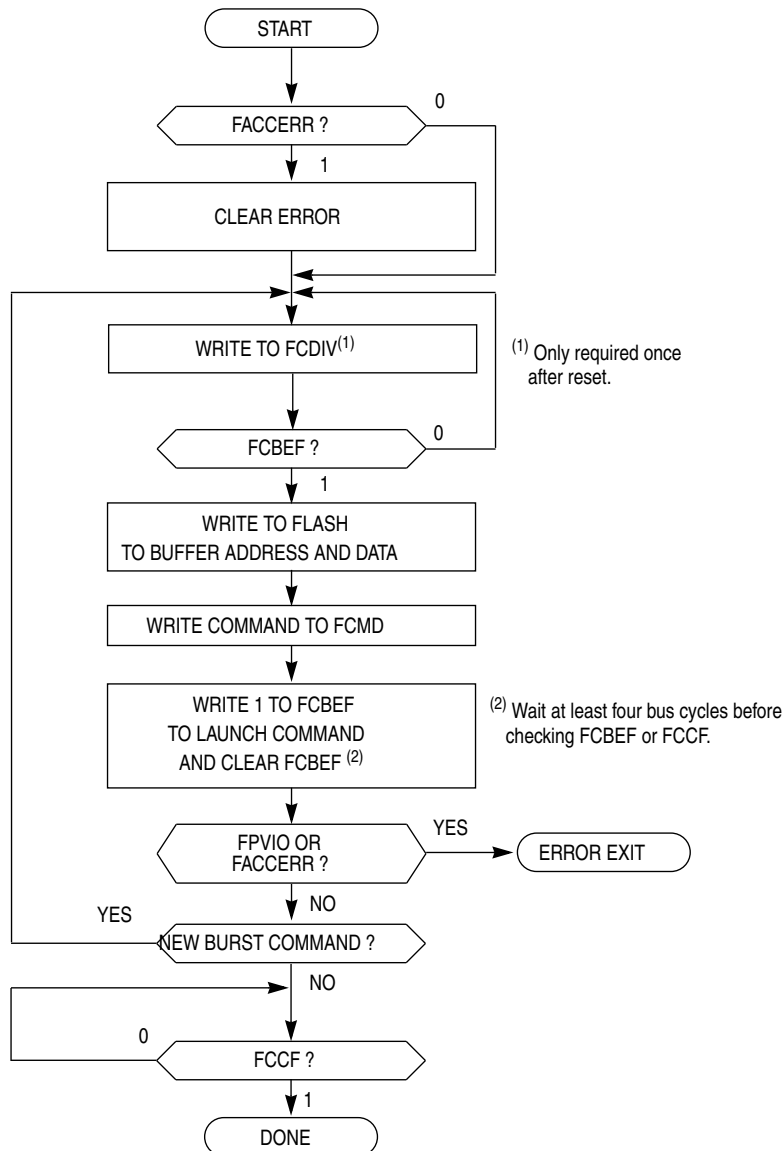 START
FACCERR ?
0
1
CLEAR ERROR
WRITE TO FCDIV(1)
(1) Only required once
after reset.
FCBEF ?
0
1
WRITE TO FLASH
TO BUFFER ADDRESS AND DATA
WRITE COMMAND TO FCMD
WRITE 1 TO FCBEF
TO LAUNCH COMMAND
AND CLEAR FCBEF (2)
(2) Wait at least four bus cycles before
checking FCBEF or FCCF.
FPVIO OR
FACCERR ?
YES
ERROR EXIT
NO
YES
NEW BURST COMMAND ?
NO
0
FCCF ?
1
DONE